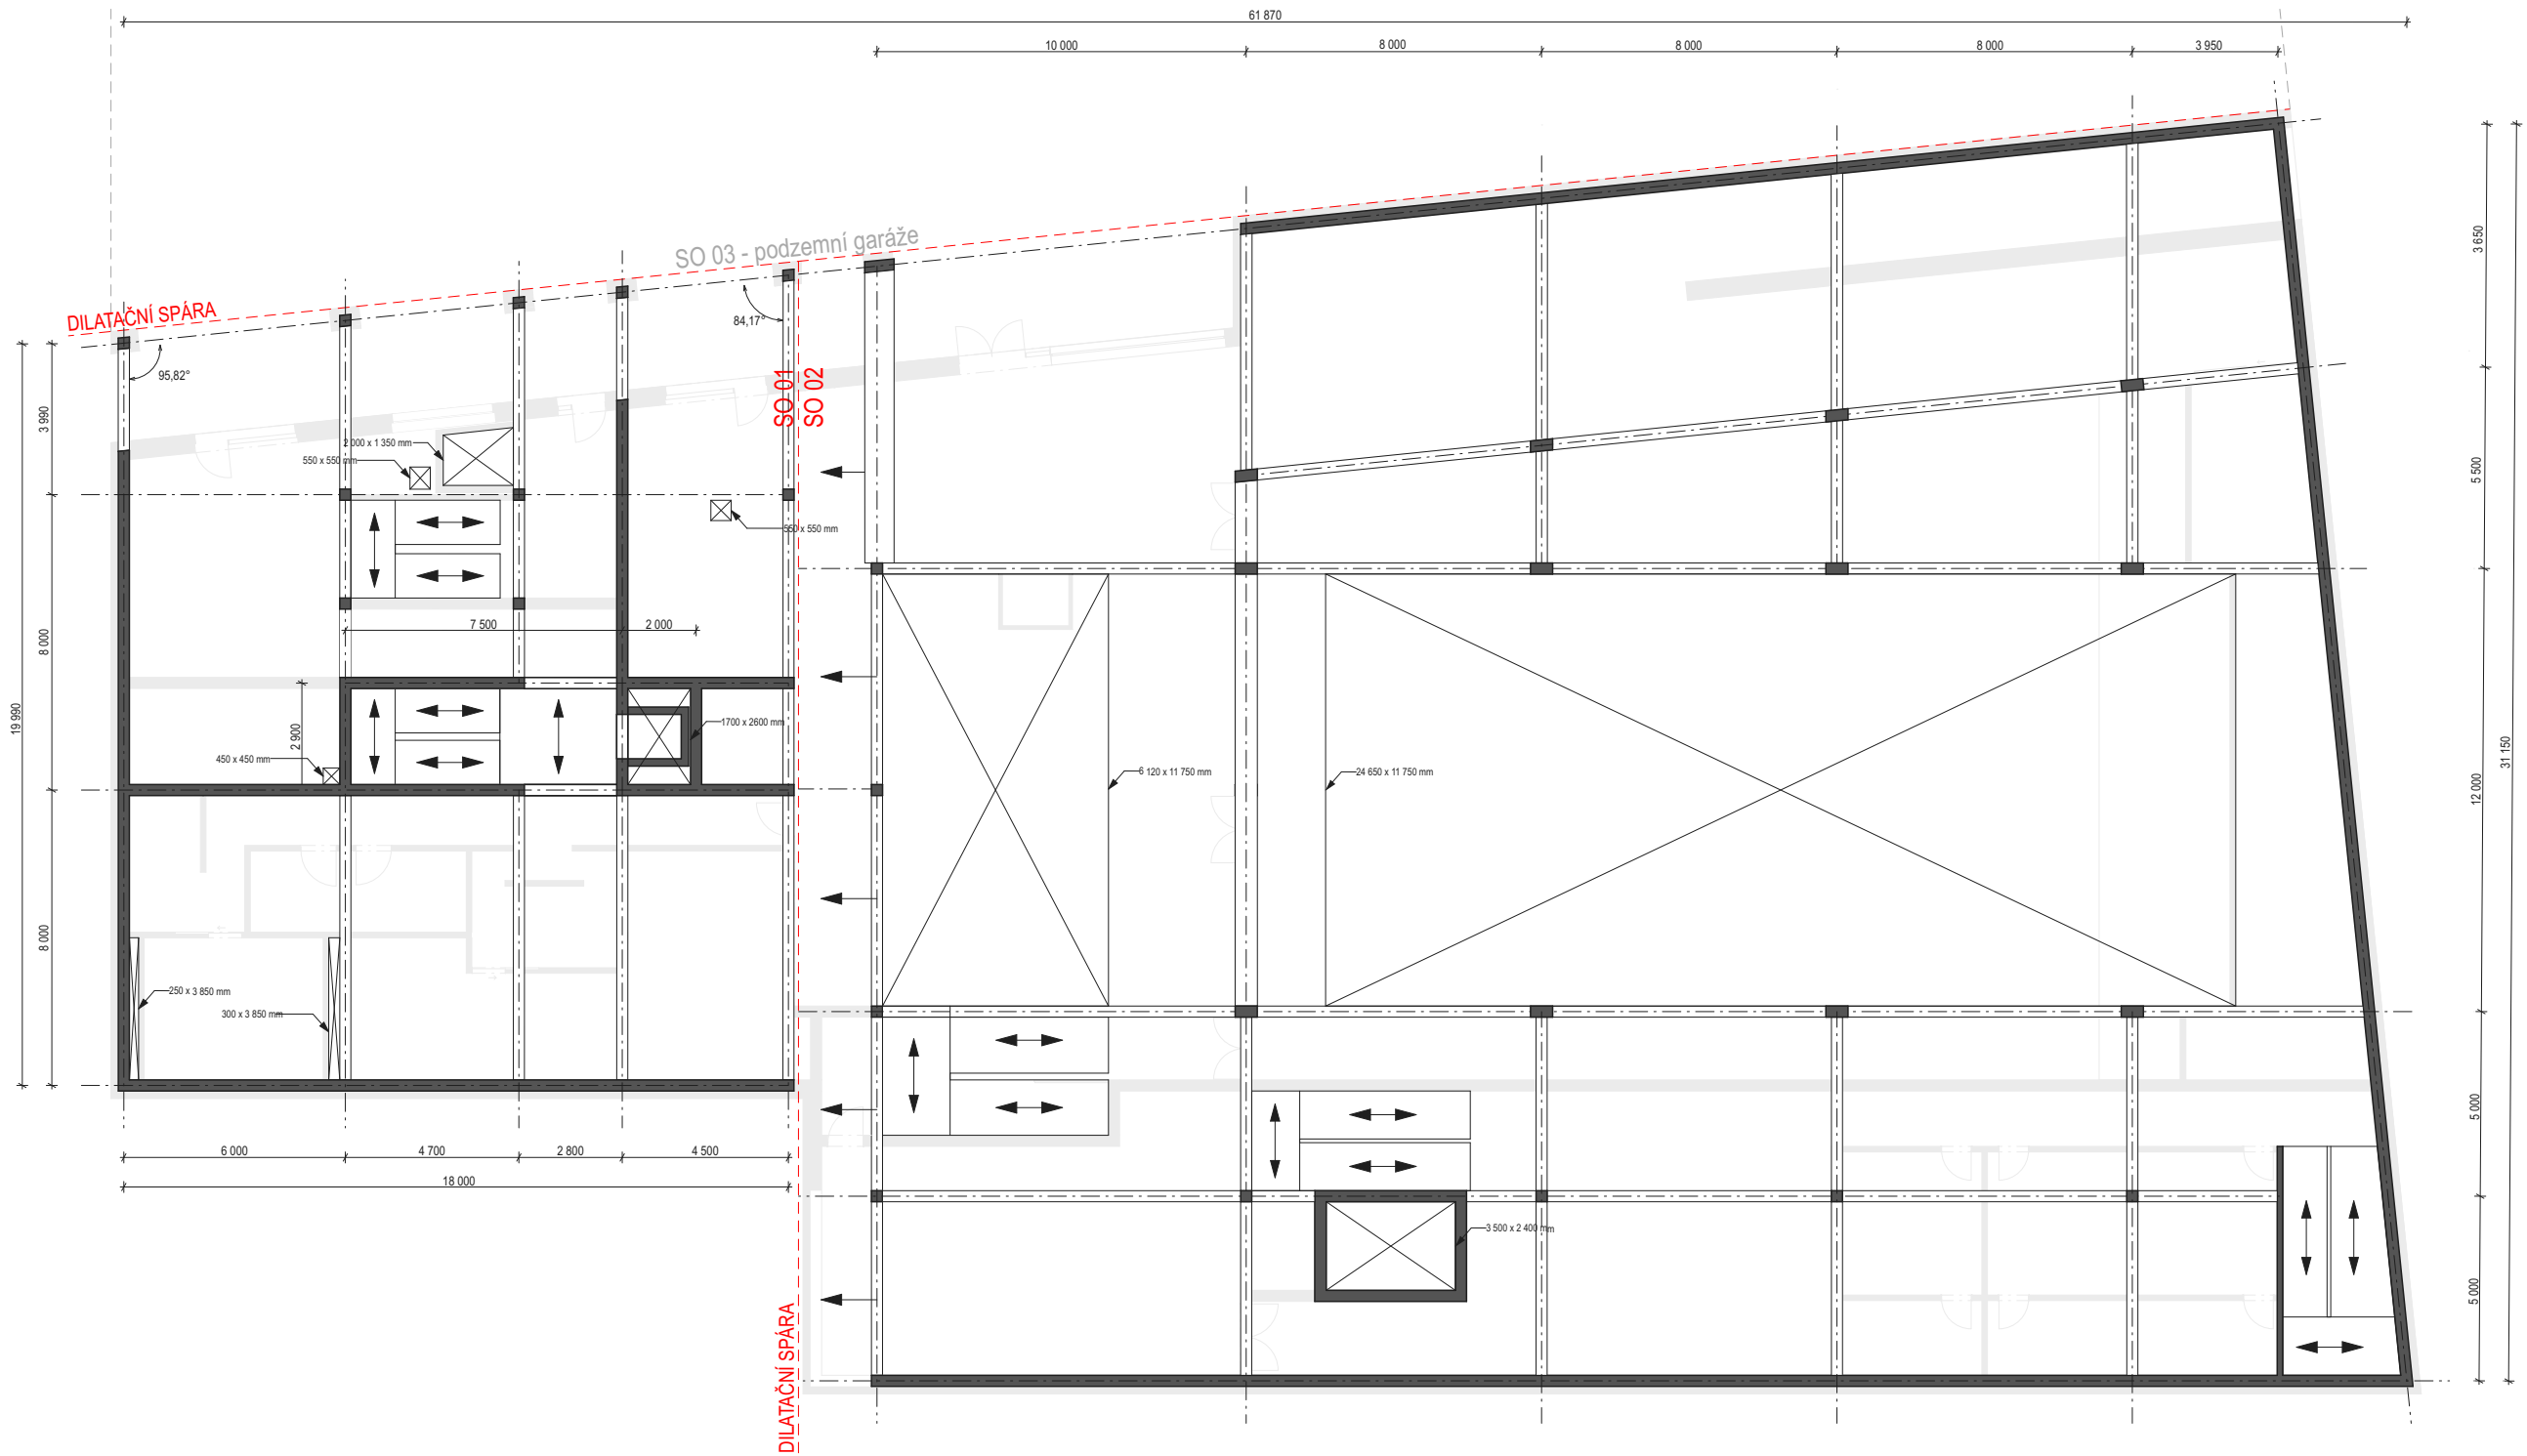 61 870
10 000
8 000
8 000
8 000
3 950
SO 03 - podzemní garáže
DILATAČNÍ SPÁRA
84,17°
95,82°
SO 01
SO 02
3 990
8 000
8 000
19 990
2 000 x 1 350 mm
550 x 550 mm
550 x 550 mm
7 500
2 000
2 900
1700 x 2600 mm
450 x 450 mm
6 120 x 11 750 mm
24 650 x 11 750 mm
250 x 3 850 mm
300 x 3 850 mm
3 500 x 2 400 mm
6 000
4 700
2 800
4 500
18 000
DILATAČNÍ SPÁRA
3 650
5 500
12 000
5 000
5 000
31 150